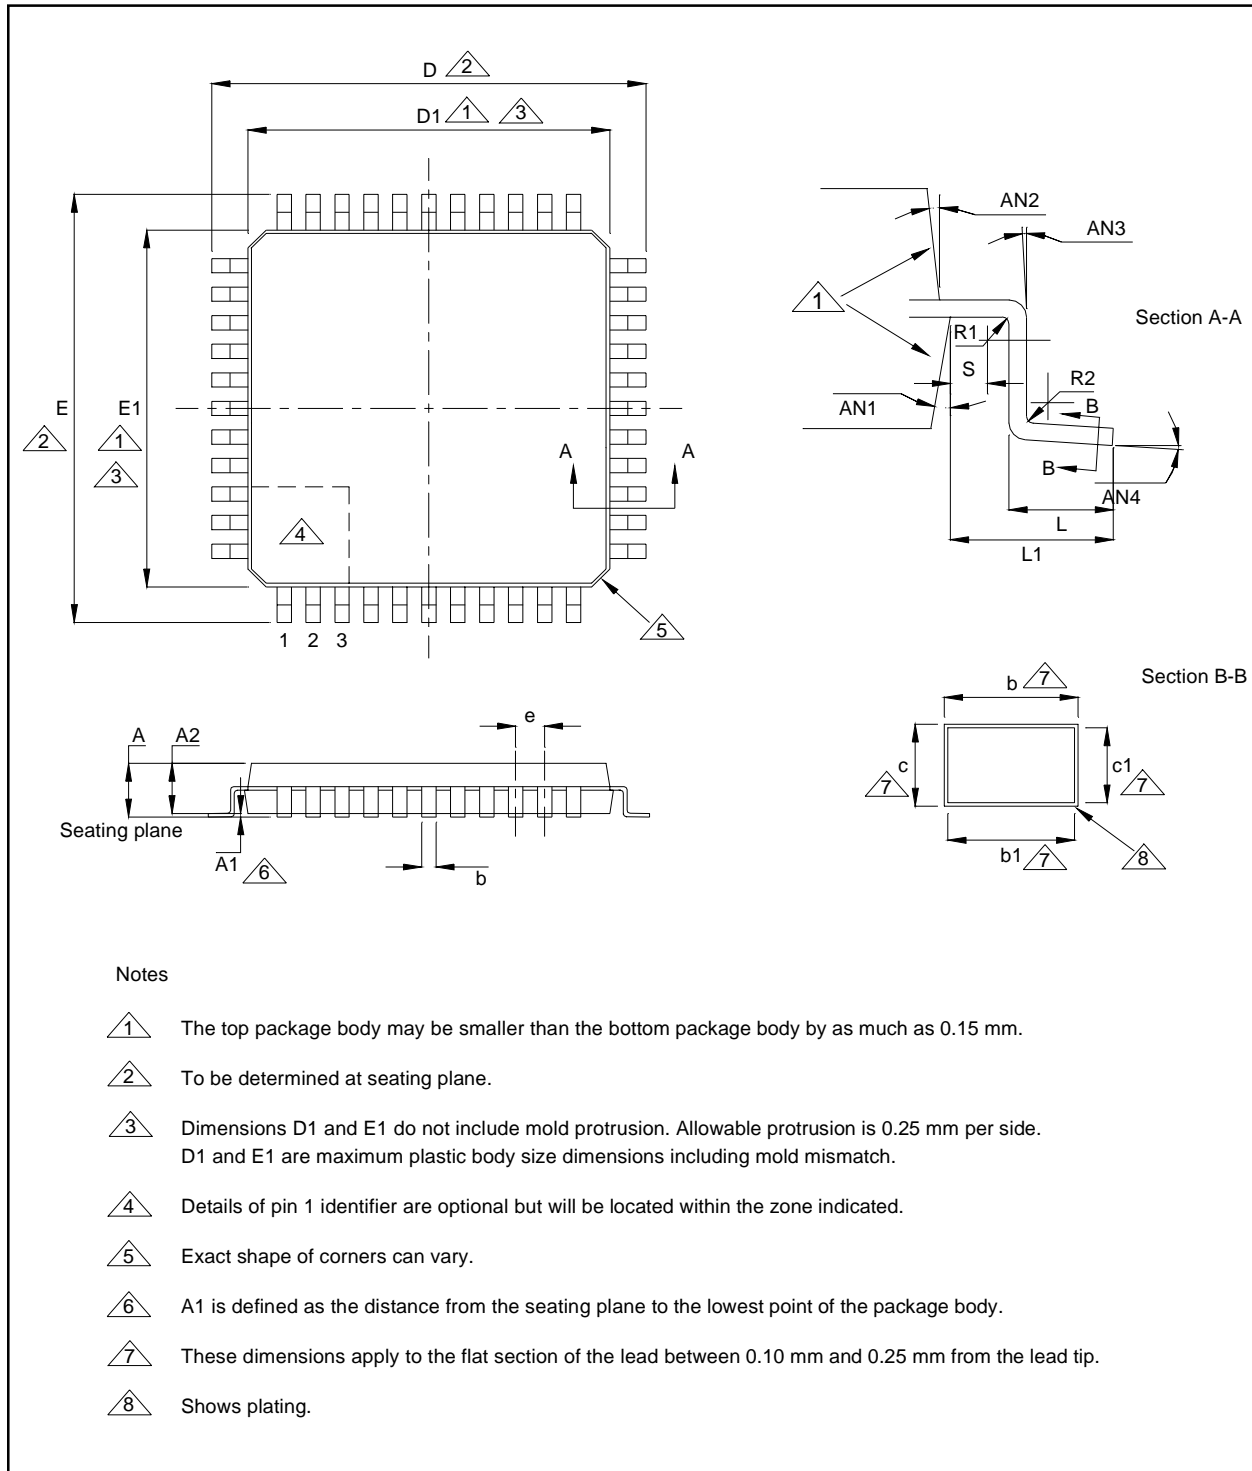 D 2
D1 1 3
AN2
AN3
1
Section A-A
R1
S
R2
E
2
E1
1
3
AN1
B
A A
B
AN4
4
L
L1
5
1 2 3
Section B-B
b 7
e
A A2
c
7
c1
7
Seating plane
A1 6
b
b1 7
8
Notes
1 The top package body may be smaller than the bottom package body by as much as 0.15 mm.
2 To be determined at seating plane.
3 Dimensions D1 and E1 do not include mold protrusion. Allowable protrusion is 0.25 mm per side.
D1 and E1 are maximum plastic body size dimensions including mold mismatch.
4 Details of pin 1 identifier are optional but will be located within the zone indicated.
5 Exact shape of corners can vary.
6 A1 is defined as the distance from the seating plane to the lowest point of the package body.
7 These dimensions apply to the flat section of the lead between 0.10 mm and 0.25 mm from the lead tip.
8 Shows plating.